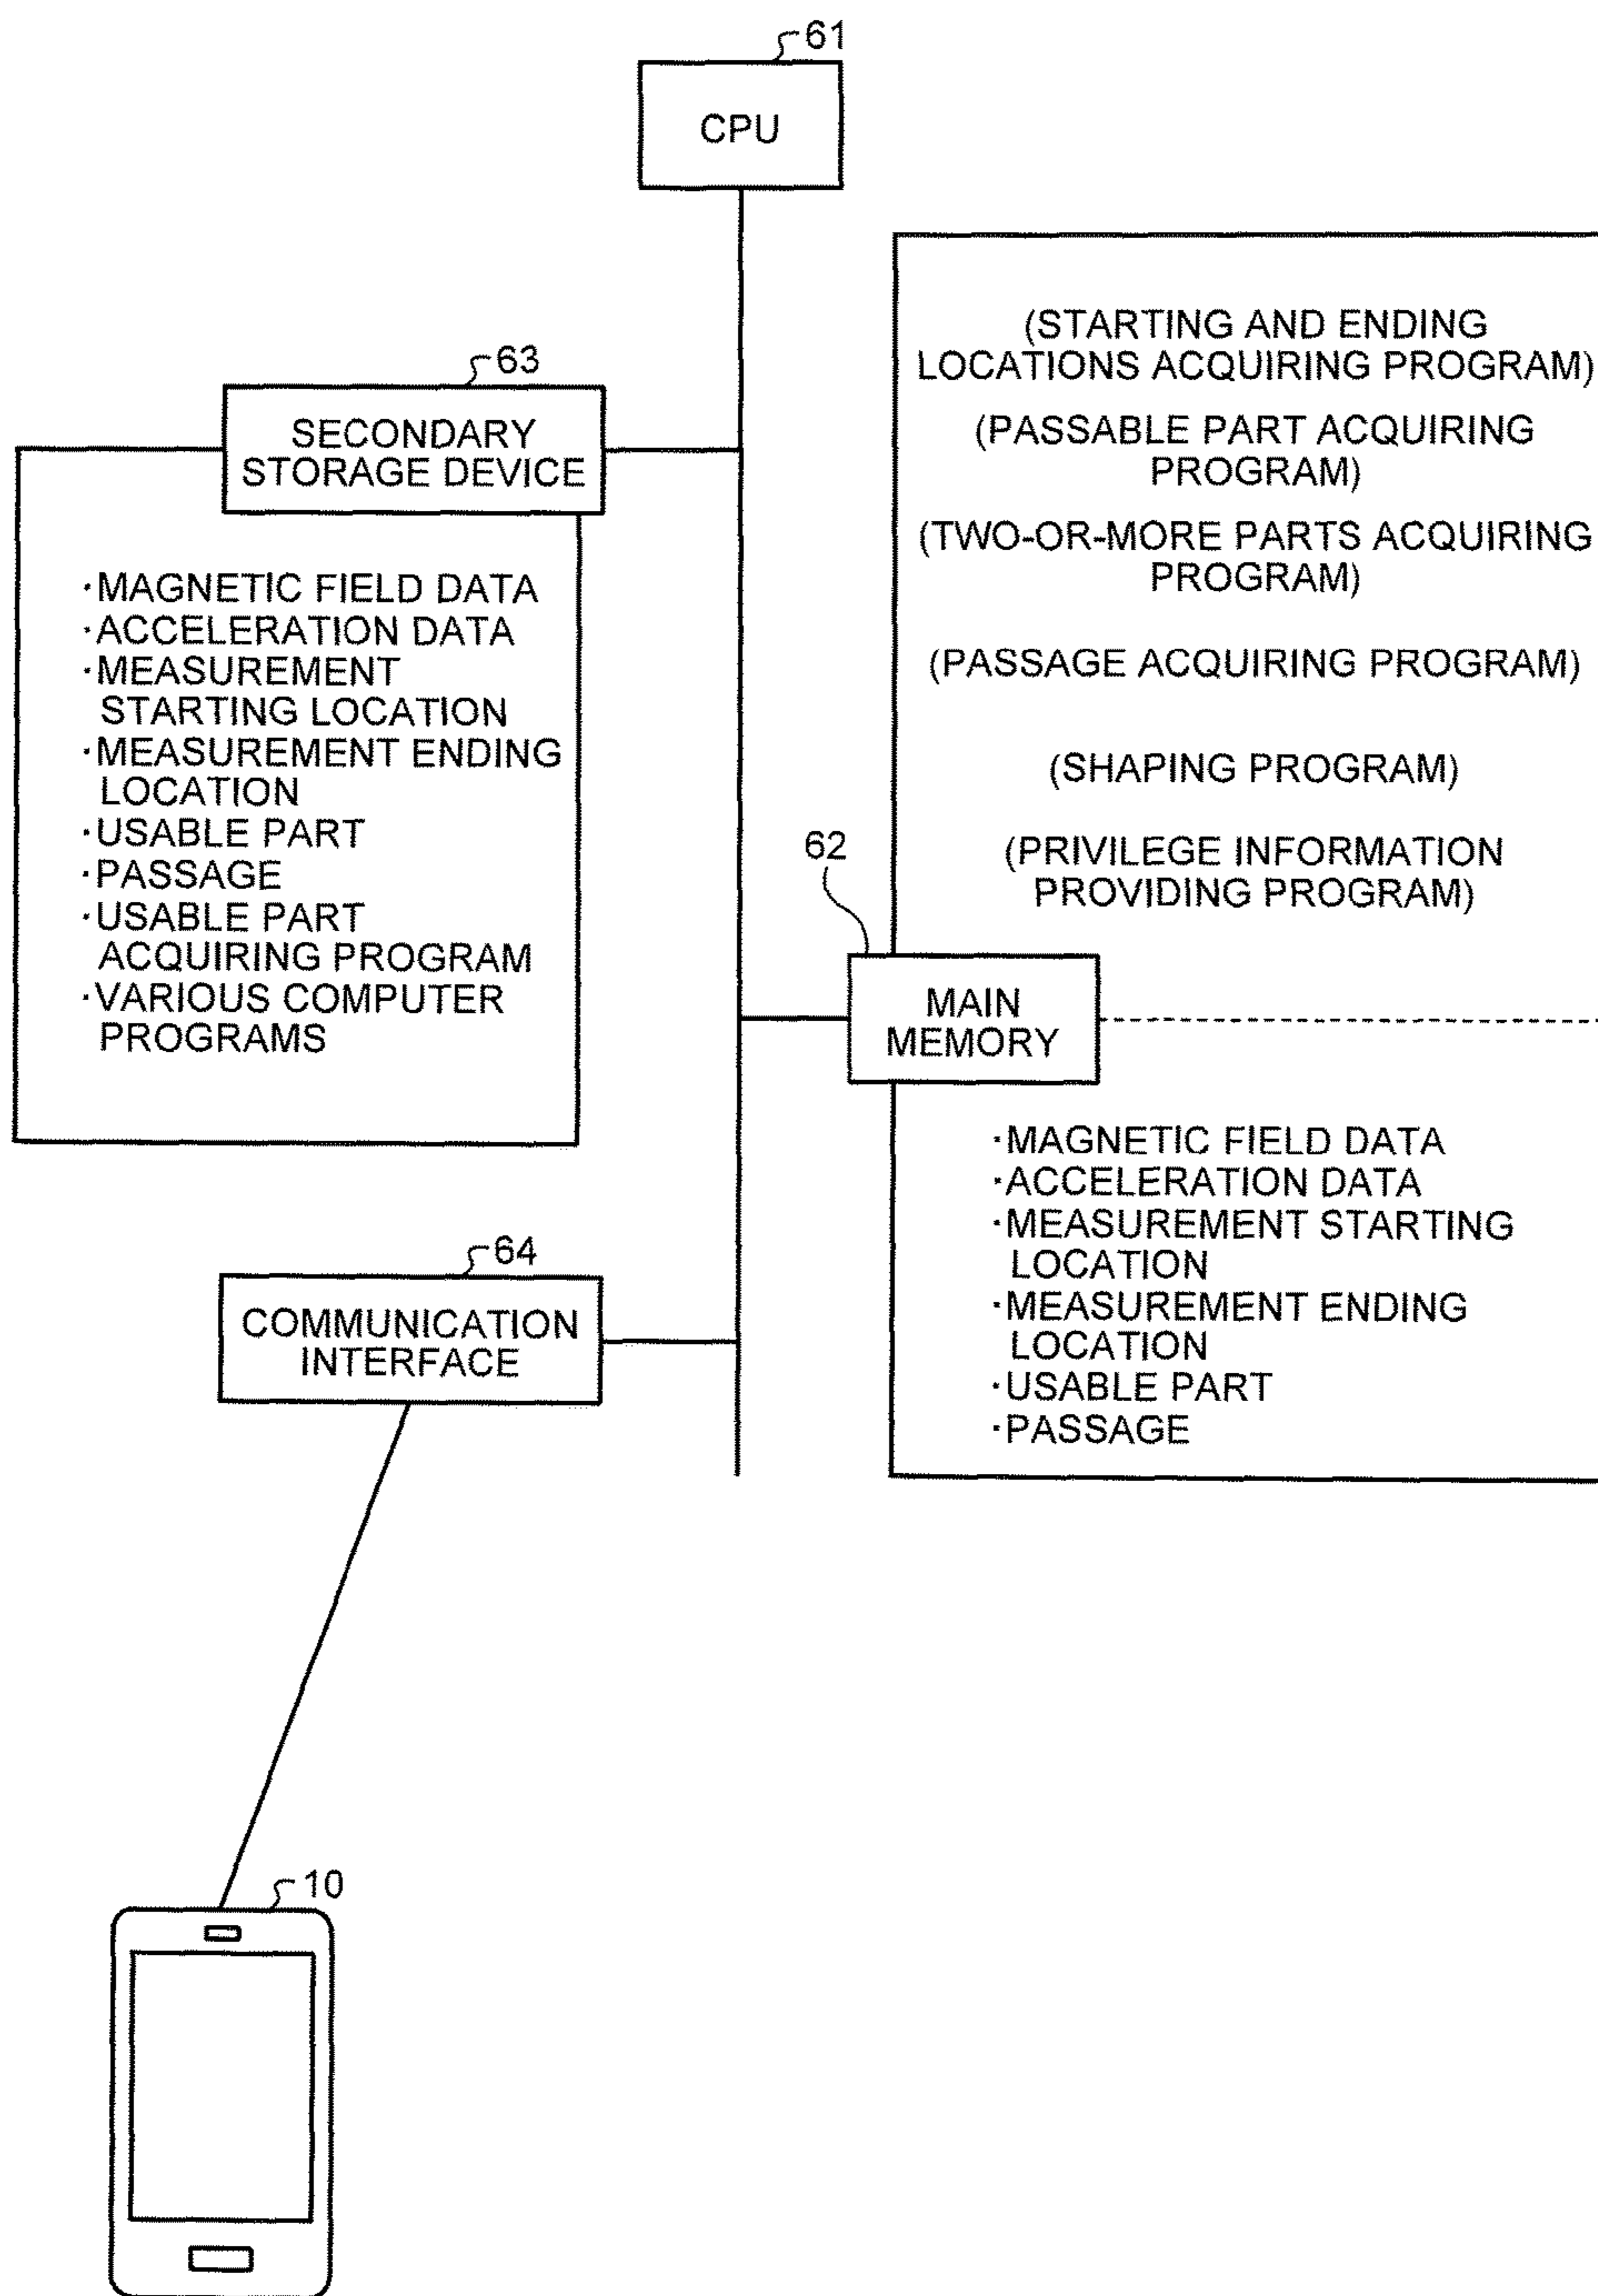 61
CPU
63
SECONDARY
STORAGE DEVICE
·MAGNETIC FIELD DATA
·ACCELERATION DATA
·MEASUREMENT
STARTING LOCATION
·MEASUREMENT ENDING
LOCATION
·USABLE PART
·PASSAGE
·USABLE PART
ACQUIRING PROGRAM
·VARIOUS COMPUTER
PROGRAMS
(STARTING AND ENDING
LOCATIONS ACQUIRING PROGRAM)
(PASSABLE PART ACQUIRING
PROGRAM)
(TWO-OR-MORE PARTS ACQUIRING
PROGRAM)
(PASSAGE ACQUIRING PROGRAM)
(SHAPING PROGRAM)
(PRIVILEGE INFORMATION
PROVIDING PROGRAM)
62
MAIN
MEMORY
·MAGNETIC FIELD DATA
·ACCELERATION DATA
·MEASUREMENT STARTING
LOCATION
·MEASUREMENT ENDING
LOCATION
·USABLE PART
·PASSAGE
64
COMMUNICATION
INTERFACE
10